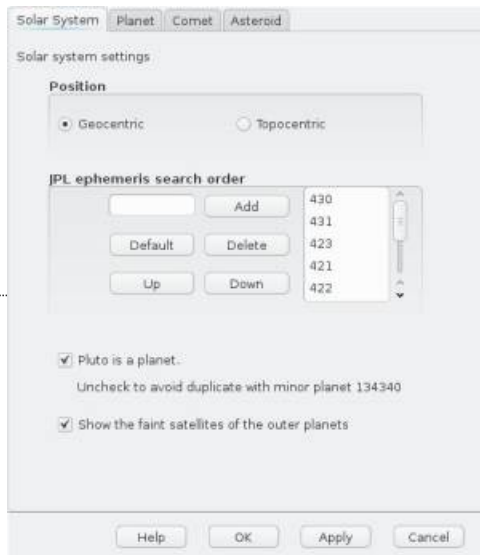 Solar System Planet Comet Asteroid
Solar system settings
Position
Geocentric Topocentric
JPL ephemeris search order
Add
Default Delete
Up Down
430
431
423
421
422
Pluto is a planet.
Uncheck to avoid duplicate with minor planet 134340
Show the faint satellites of the outer planets
Help OK Apply Cancel